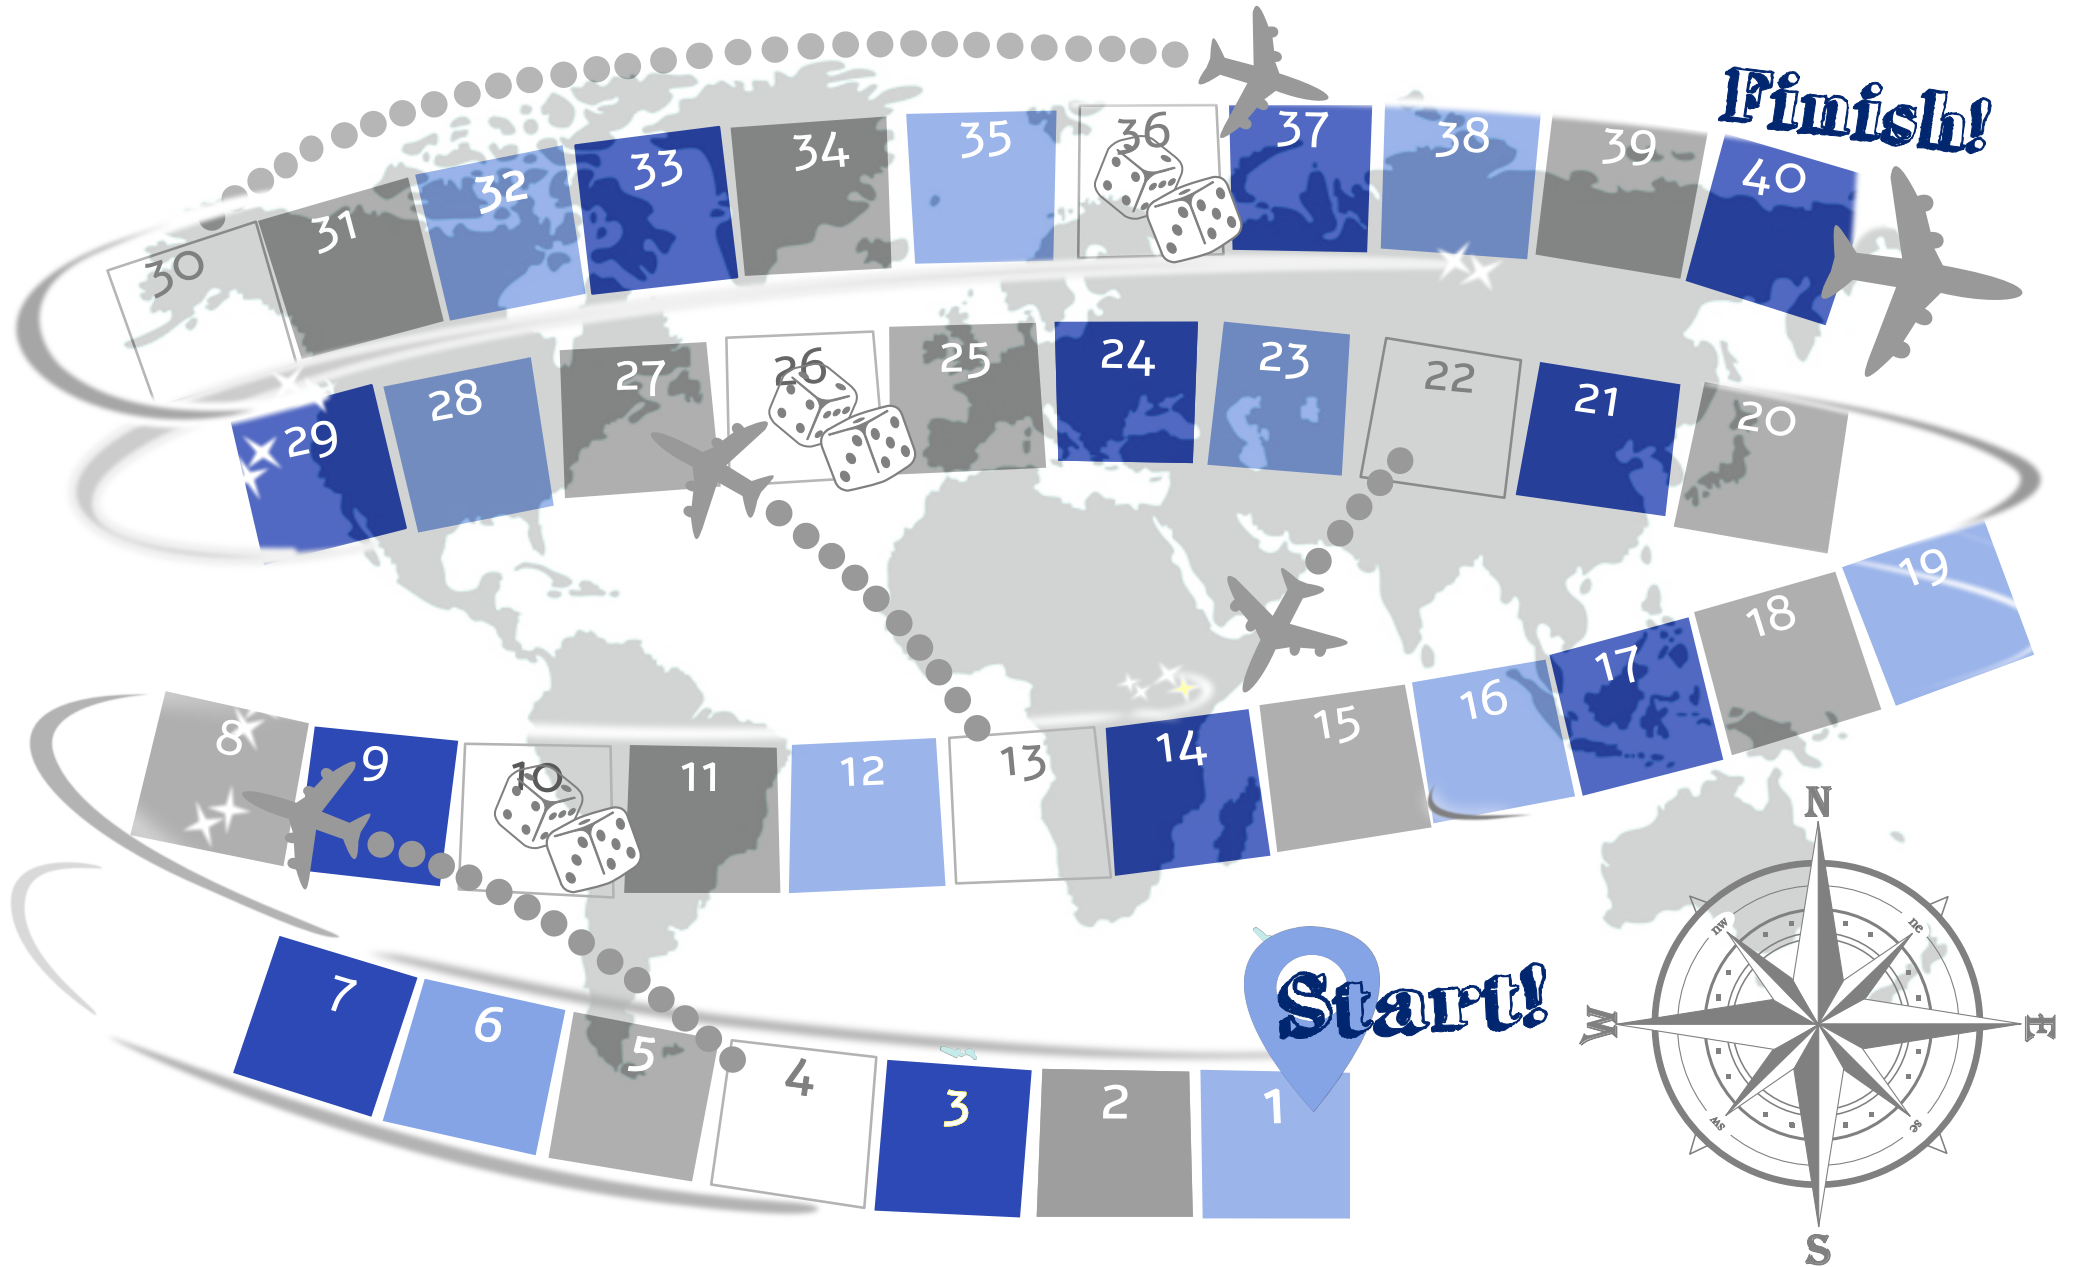 Finish!
30 31 32 33 34 35 36 37 38 39 40
29 28 27 26 25 24 23 22 21 20
8 9 10 11 12 13 14 15 16 17 18 19
7 6 5 4 3 2 1
Start!
N
nw ne
W E
sw se
S